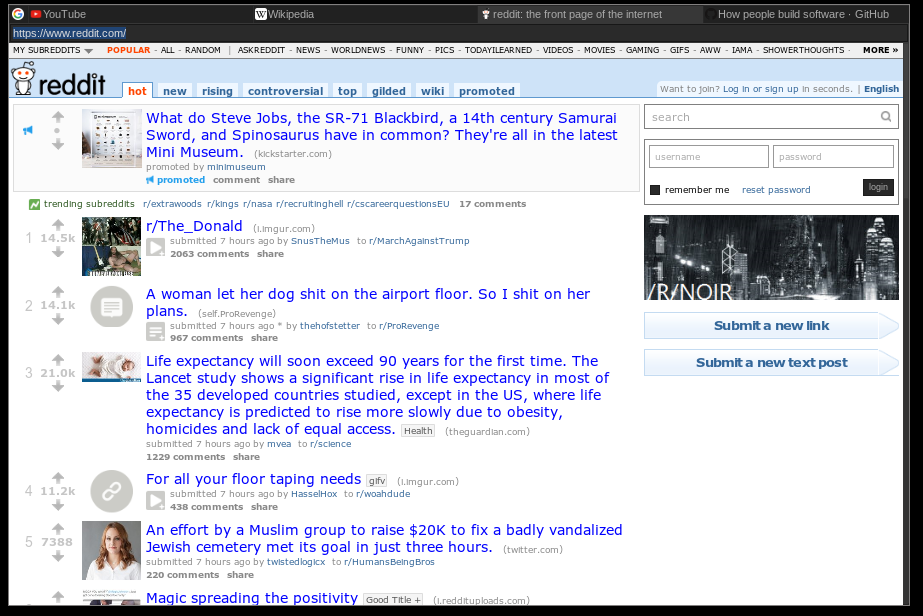 YouTube
Wikipedia
reddit: the front page of the internet
How people build software · GitHub
https://www.reddit.com/
MY SUBREDDITS POPULAR - ALL - RANDOM | ASKREDDIT - NEWS - WORLDNEWS - FUNNY - PICS - TODAYILEARNED - VIDEOS - MOVIES - GAMING - GIFS - AWW - IAMA - SHOWERTHOUGHTS - MORE »
reddit hot new rising controversial top gilded wiki promoted
Want to join? Log in or sign up in seconds. | English
What do Steve Jobs, the SR-71 Blackbird, a 14th century Samurai
Sword, and Spinosaurus have in common? They're all in the latest
Mini Museum. (kickstarter.com)
promoted by minimuseum
promoted comment share
trending subreddits r/extrawoods r/kings r/nasa r/recruitinghell r/cscareerquestionsEU 17 comments
1 14.5k
r/The_Donald (i.imgur.com)
submitted 7 hours ago by SnusTheMus to r/MarchAgainstTrump
2063 comments share
2 14.1k
A woman let her dog shit on the airport floor. So I shit on her
plans. (self.ProRevenge)
submitted 7 hours ago * by thehofstetter to r/ProRevenge
967 comments share
3 21.0k
Life expectancy will soon exceed 90 years for the first time. The
Lancet study shows a significant rise in life expectancy in most of
the 35 developed countries studied, except in the US, where life
expectancy is predicted to rise more slowly due to obesity,
homicides and lack of equal access. Health (theguardian.com)
submitted 7 hours ago by mvea to r/science
1229 comments share
4 11.2k
For all your floor taping needs gifv (i.imgur.com)
submitted 7 hours ago by HasselHox to r/woahdude
438 comments share
5 7388
An effort by a Muslim group to raise $20K to fix a badly vandalized
Jewish cemetery met its goal in just three hours. (twitter.com)
submitted 7 hours ago by twistedlogicx to r/HumansBeingBros
220 comments share
Magic spreading the positivity Good Title + (i.reddituploads.com)
search
username
password
remember me reset password login
/R/NOIR
Submit a new link
Submit a new text post